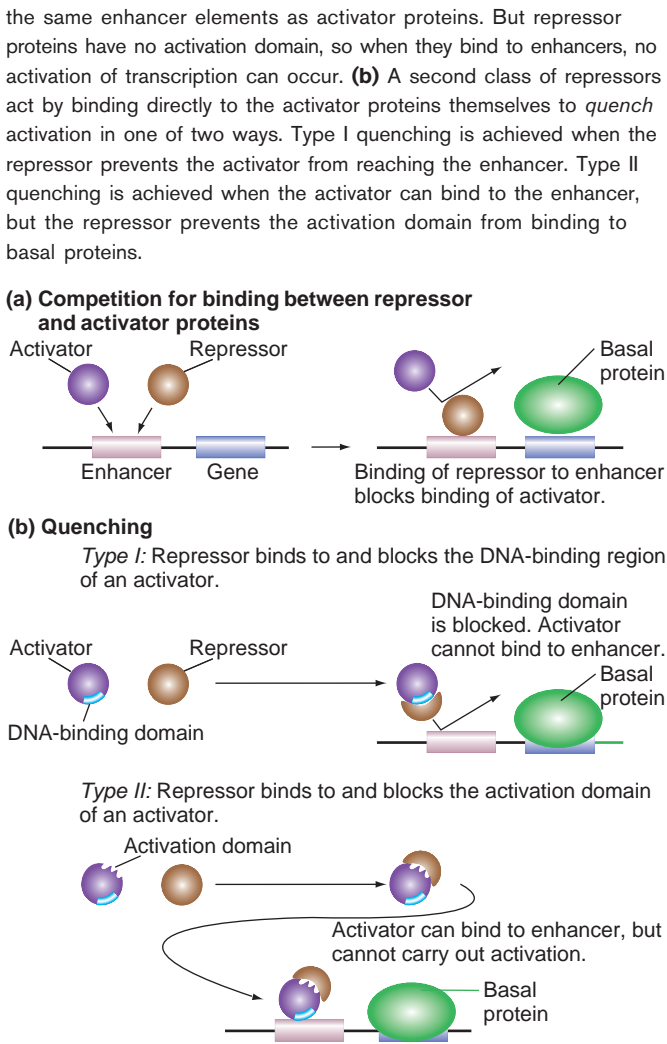 the same enhancer elements as activator proteins. But repressor
proteins have no activation domain, so when they bind to enhancers, no
activation of transcription can occur. (b) A second class of repressors
act by binding directly to the activator proteins themselves to quench
activation in one of two ways. Type I quenching is achieved when the
repressor prevents the activator from reaching the enhancer. Type II
quenching is achieved when the activator can bind to the enhancer,
but the repressor prevents the activation domain from binding to
basal proteins.
(a) Competition for binding between repressor
and activator proteins
Activator
Repressor
Enhancer
Gene
Basal
protein
Binding of repressor to enhancer
blocks binding of activator.
(b) Quenching
Type I: Repressor binds to and blocks the DNA-binding region
of an activator.
Activator
Repressor
DNA-binding domain
DNA-binding domain
is blocked. Activator
cannot bind to enhancer.
Basal
protein
Type II: Repressor binds to and blocks the activation domain
of an activator.
Activation domain
Activator can bind to enhancer, but
cannot carry out activation.
Basal
protein